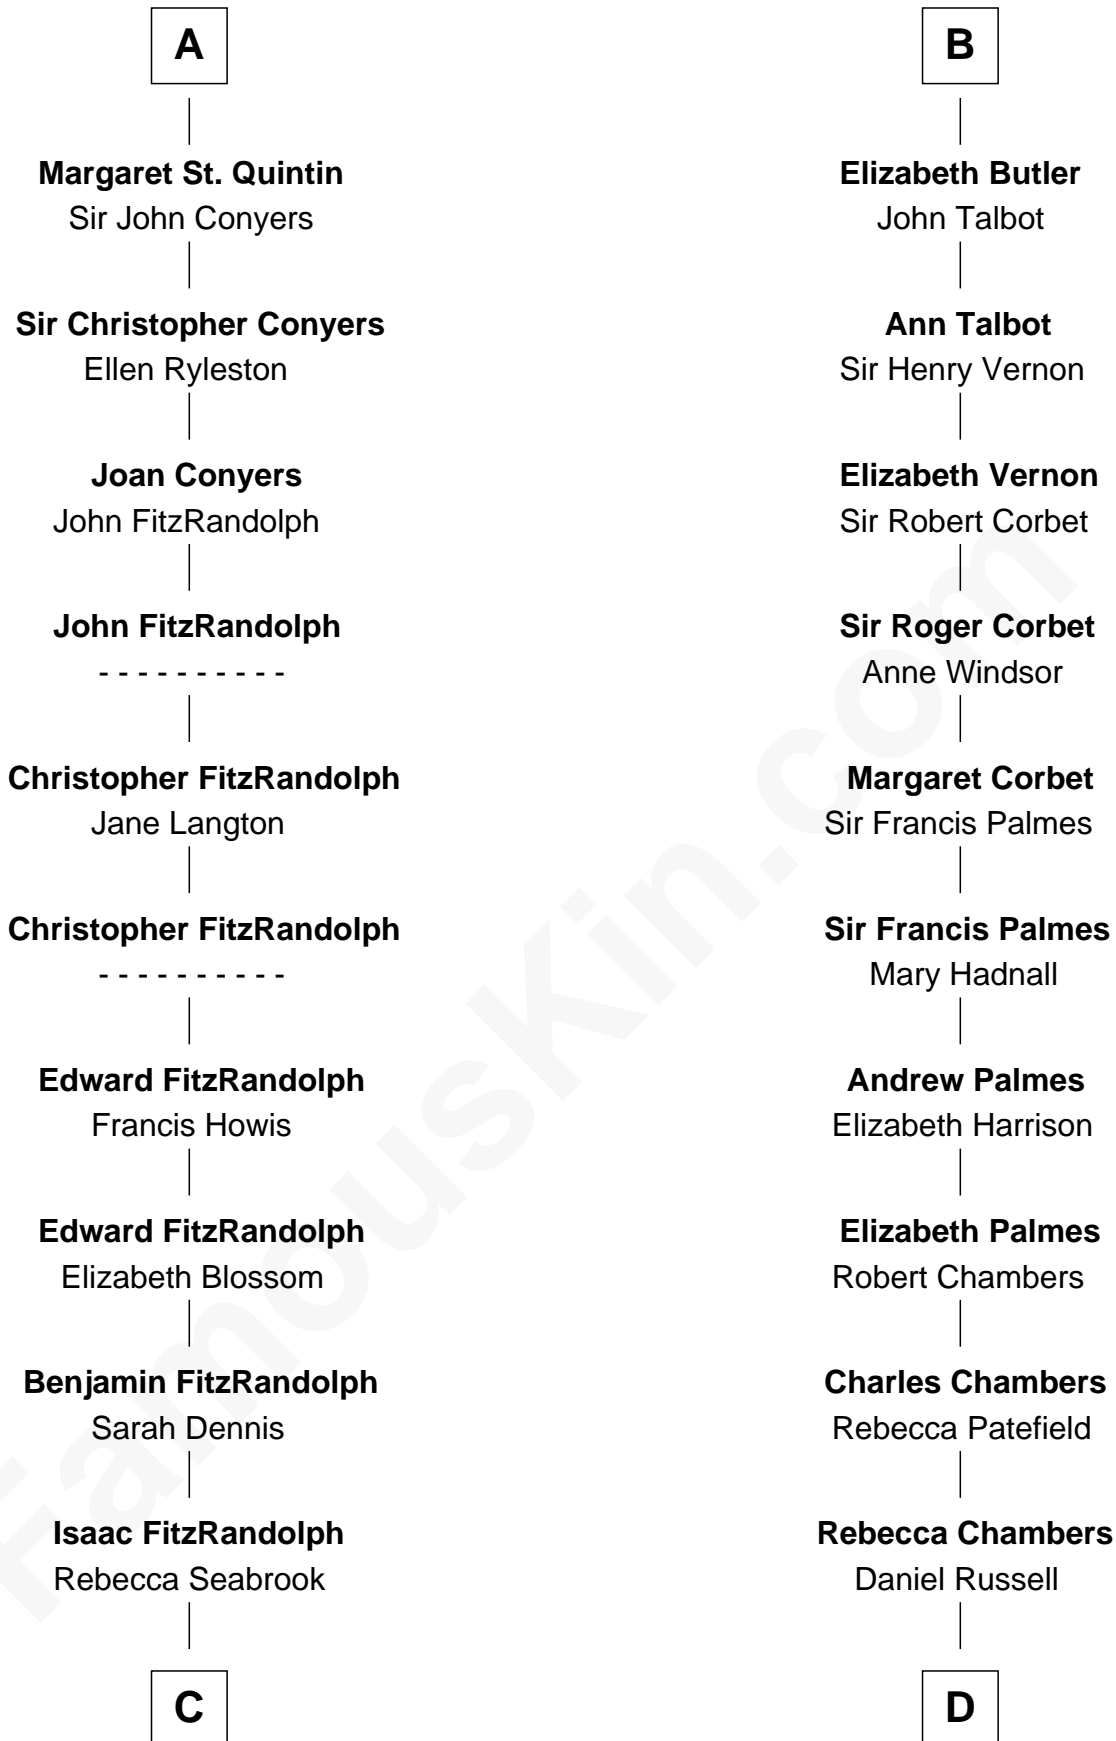 A
Margaret St. Quintin
Sir John Conyers
Sir Christopher Conyers
Ellen Ryleston
Joan Conyers
John FitzRandolph
John FitzRandolph
- - - - - - - - - -
Christopher FitzRandolph
Jane Langton
Christopher FitzRandolph
- - - - - - - - - -
Edward FitzRandolph
Francis Howis
Edward FitzRandolph
Elizabeth Blossom
Benjamin FitzRandolph
Sarah Dennis
Isaac FitzRandolph
Rebecca Seabrook
C
B
Elizabeth Butler
John Talbot
Ann Talbot
Sir Henry Vernon
Elizabeth Vernon
Sir Robert Corbet
Sir Roger Corbet
Anne Windsor
Margaret Corbet
Sir Francis Palmes
Sir Francis Palmes
Mary Hadnall
Andrew Palmes
Elizabeth Harrison
Elizabeth Palmes
Robert Chambers
Charles Chambers
Rebecca Patefield
Rebecca Chambers
Daniel Russell
D
FamousKin.com